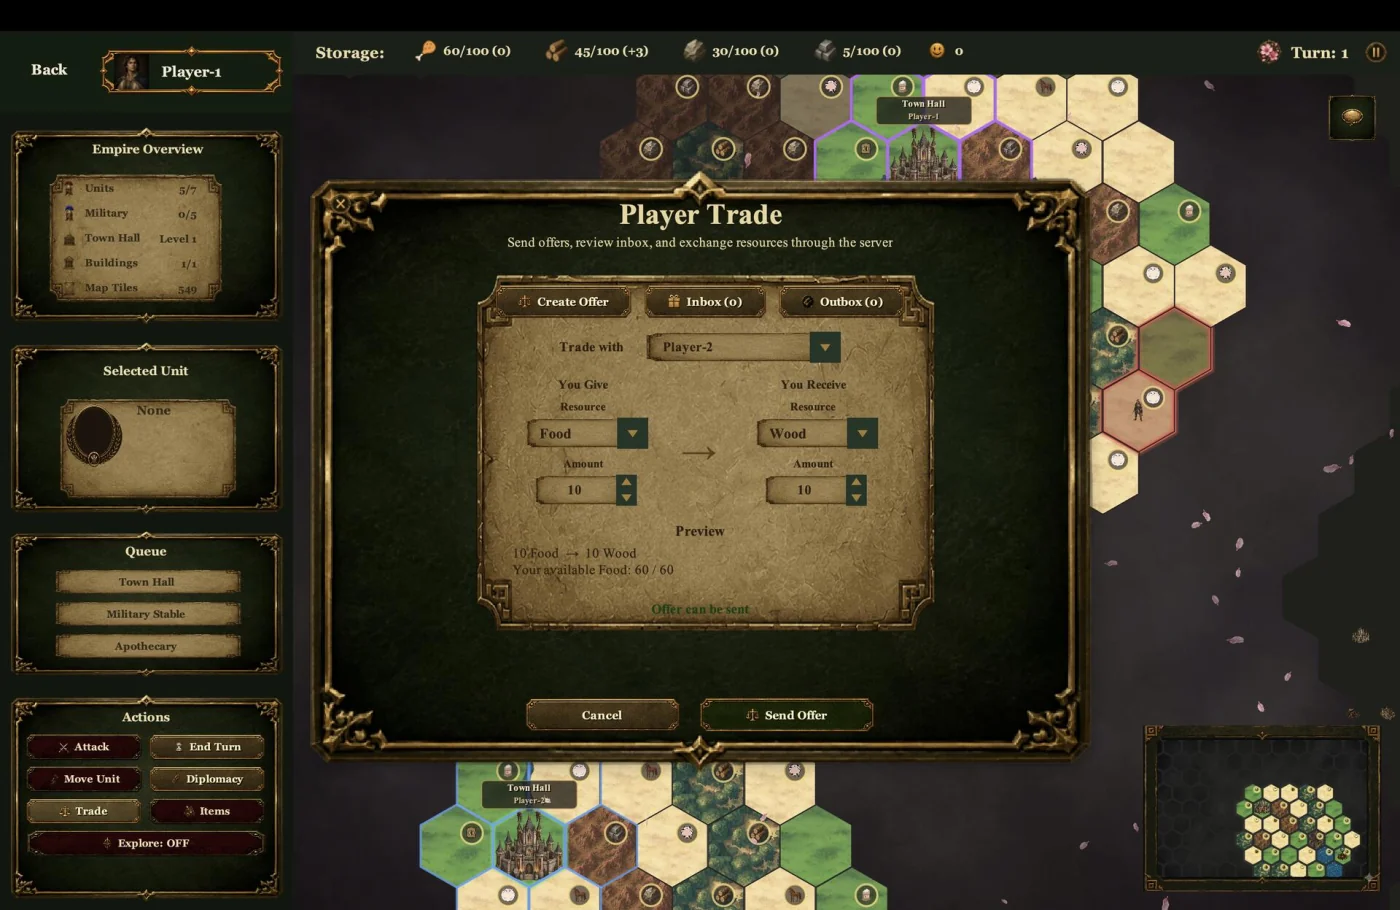 Back
Player-1
Storage:
60/100 (0)
45/100 (+3)
30/100 (0)
5/100 (0)
0
Turn: 1
Empire Overview
Units 5/7
Military 0/5
Town Hall Level 1
Buildings 1/1
Map Tiles 549
Selected Unit
None
Queue
Town Hall
Military Stable
Apothecary
Actions
Attack
End Turn
Move Unit
Diplomacy
Trade
Items
Explore: OFF
Town Hall
Player-1
Player Trade
Send offers, review inbox, and exchange resources through the server
Create Offer
Inbox (0)
Outbox (0)
Trade with
Player-2
You Give
You Receive
Resource
Resource
Food
Wood
→
Amount
Amount
10
10
Preview
10 Food → 10 Wood
Your available Food: 60 / 60
Offer can be sent
Cancel
Send Offer
Town Hall
Player-2